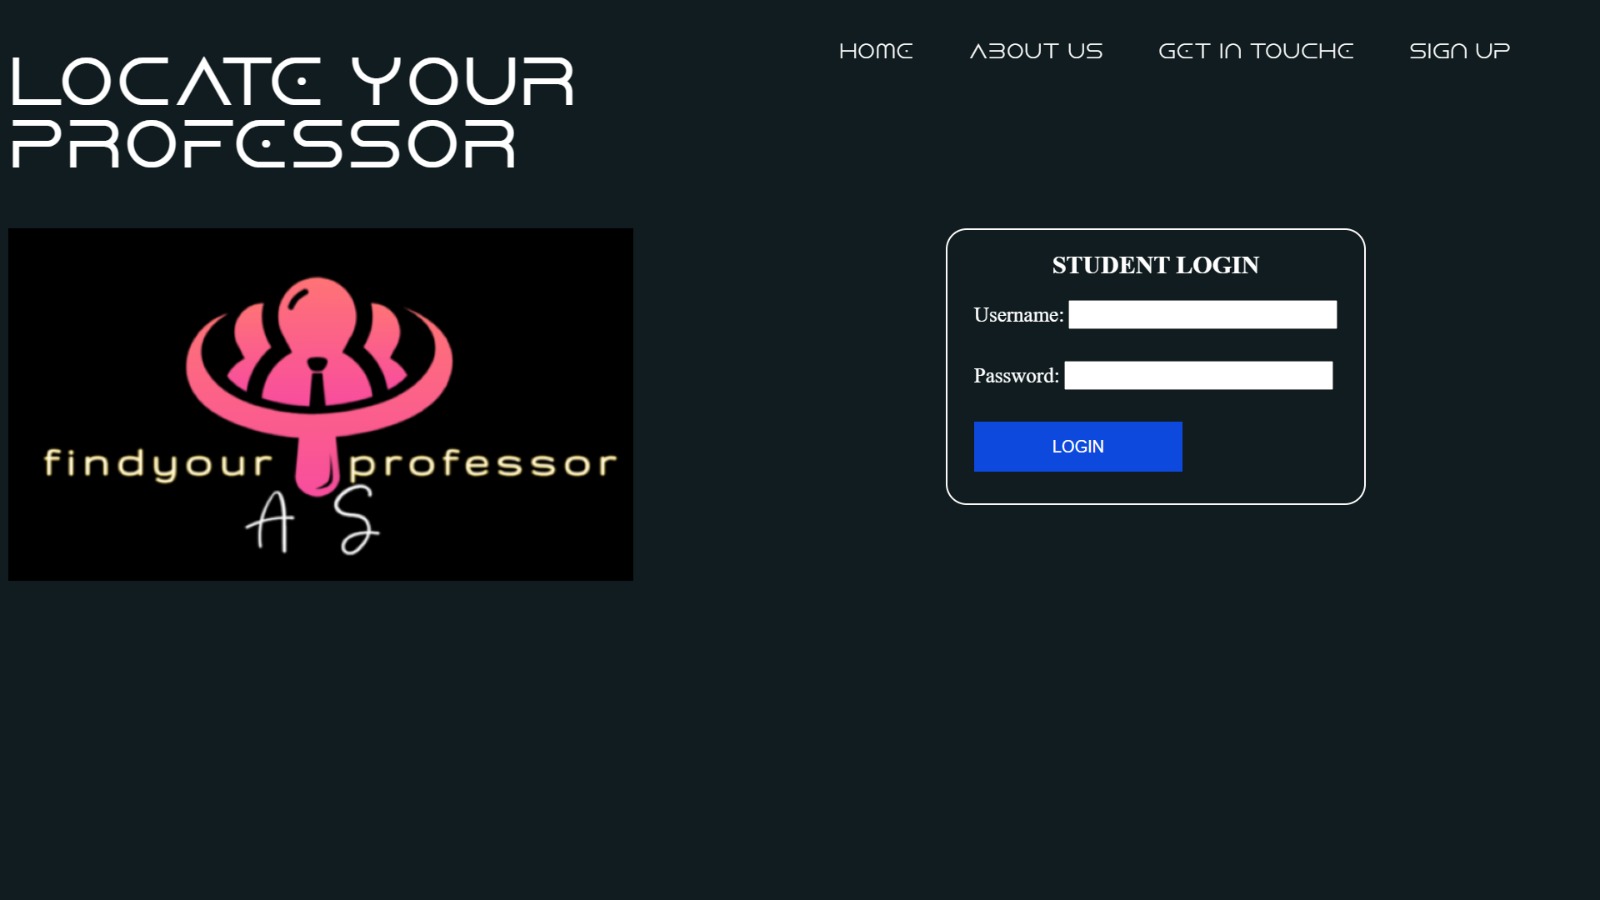 HOME ABOUT US GET IN TOUCHE SIGN UP
LOCATE YOUR
PROFESSOR
findyour professor
A S
STUDENT LOGIN
Username:
Password:
LOGIN